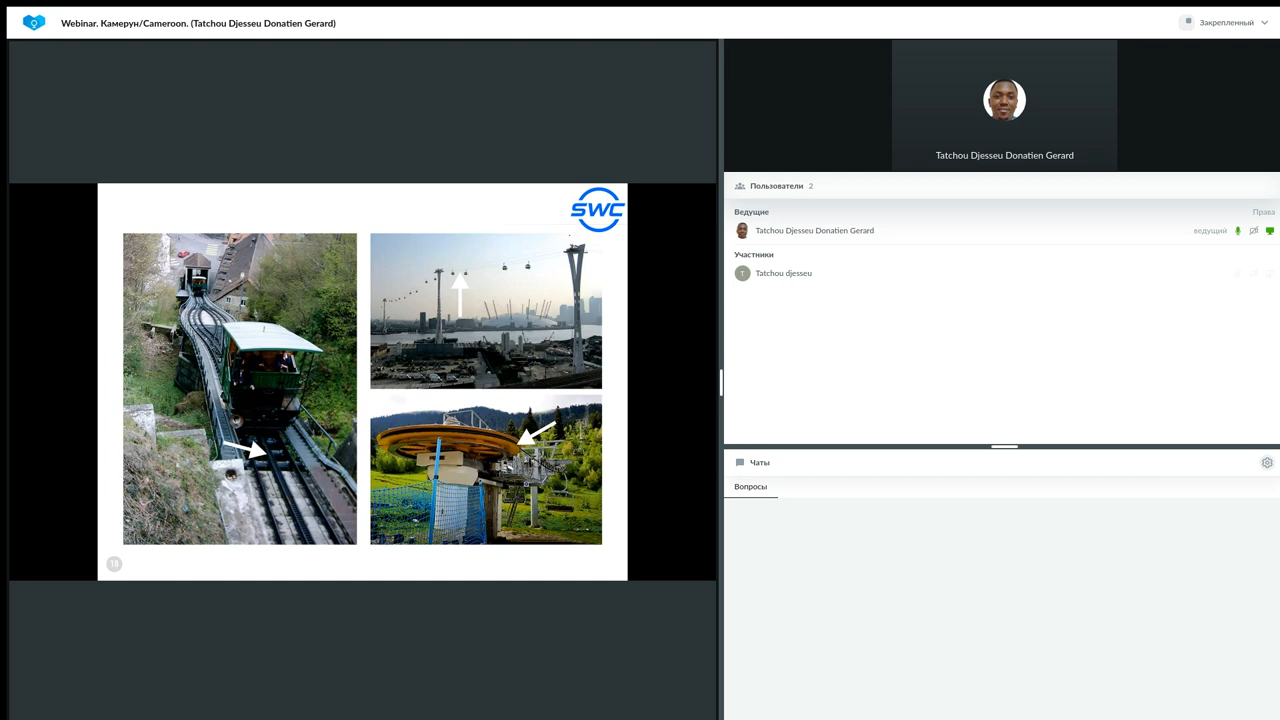 Webinar. Камерун/Cameroon. (Tatchou Djesseu Donatien Gerard)
Закрепленный
SWC
18
Tatchou Djesseu Donatien Gerard
Пользователи 2
Ведущие Права
Tatchou Djesseu Donatien Gerard ведущий
Участники
T Tatchou djesseu
Чаты
Вопросы